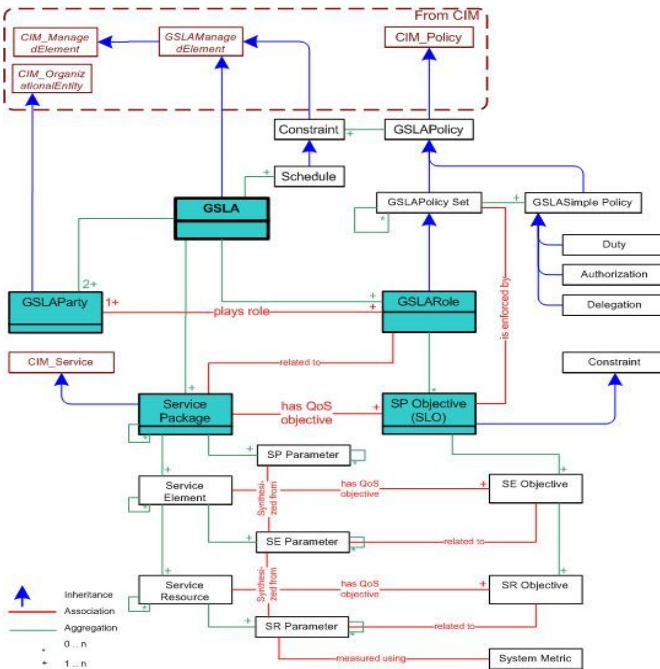 From CIM
CIM_Manage
dElement
GSLAManage
dElement
CIM_Policy
CIM_Organiz
ationalEntity
Constraint
+
GSLAPolicy
+
Schedule
GSLA
GSLAPolicy Set
+
GSLASimple Policy
*
Duty
Authorization
Delegation
2+
+
GSLAParty
1+
plays role
+
GSLARole
is enforced by
CIM_Service
related to
Constraint
+
*
Service
Package
has QoS
objective
+
SP Objective
(SLO)
*
+
SP Parameter
*
+
+
Service
Element
Synthesi-
zed from
has QoS
objective
+
SE Objective
*
+
SE Parameter
*
related to
+
+
Service
Resource
Synthesi-
zed from
has QoS
objective
+
SR Objective
*
+
SR Parameter
*
related to
measured using
System Metric
Inheritance
Association
Aggregation
* 0 .. n
+ 1 .. n